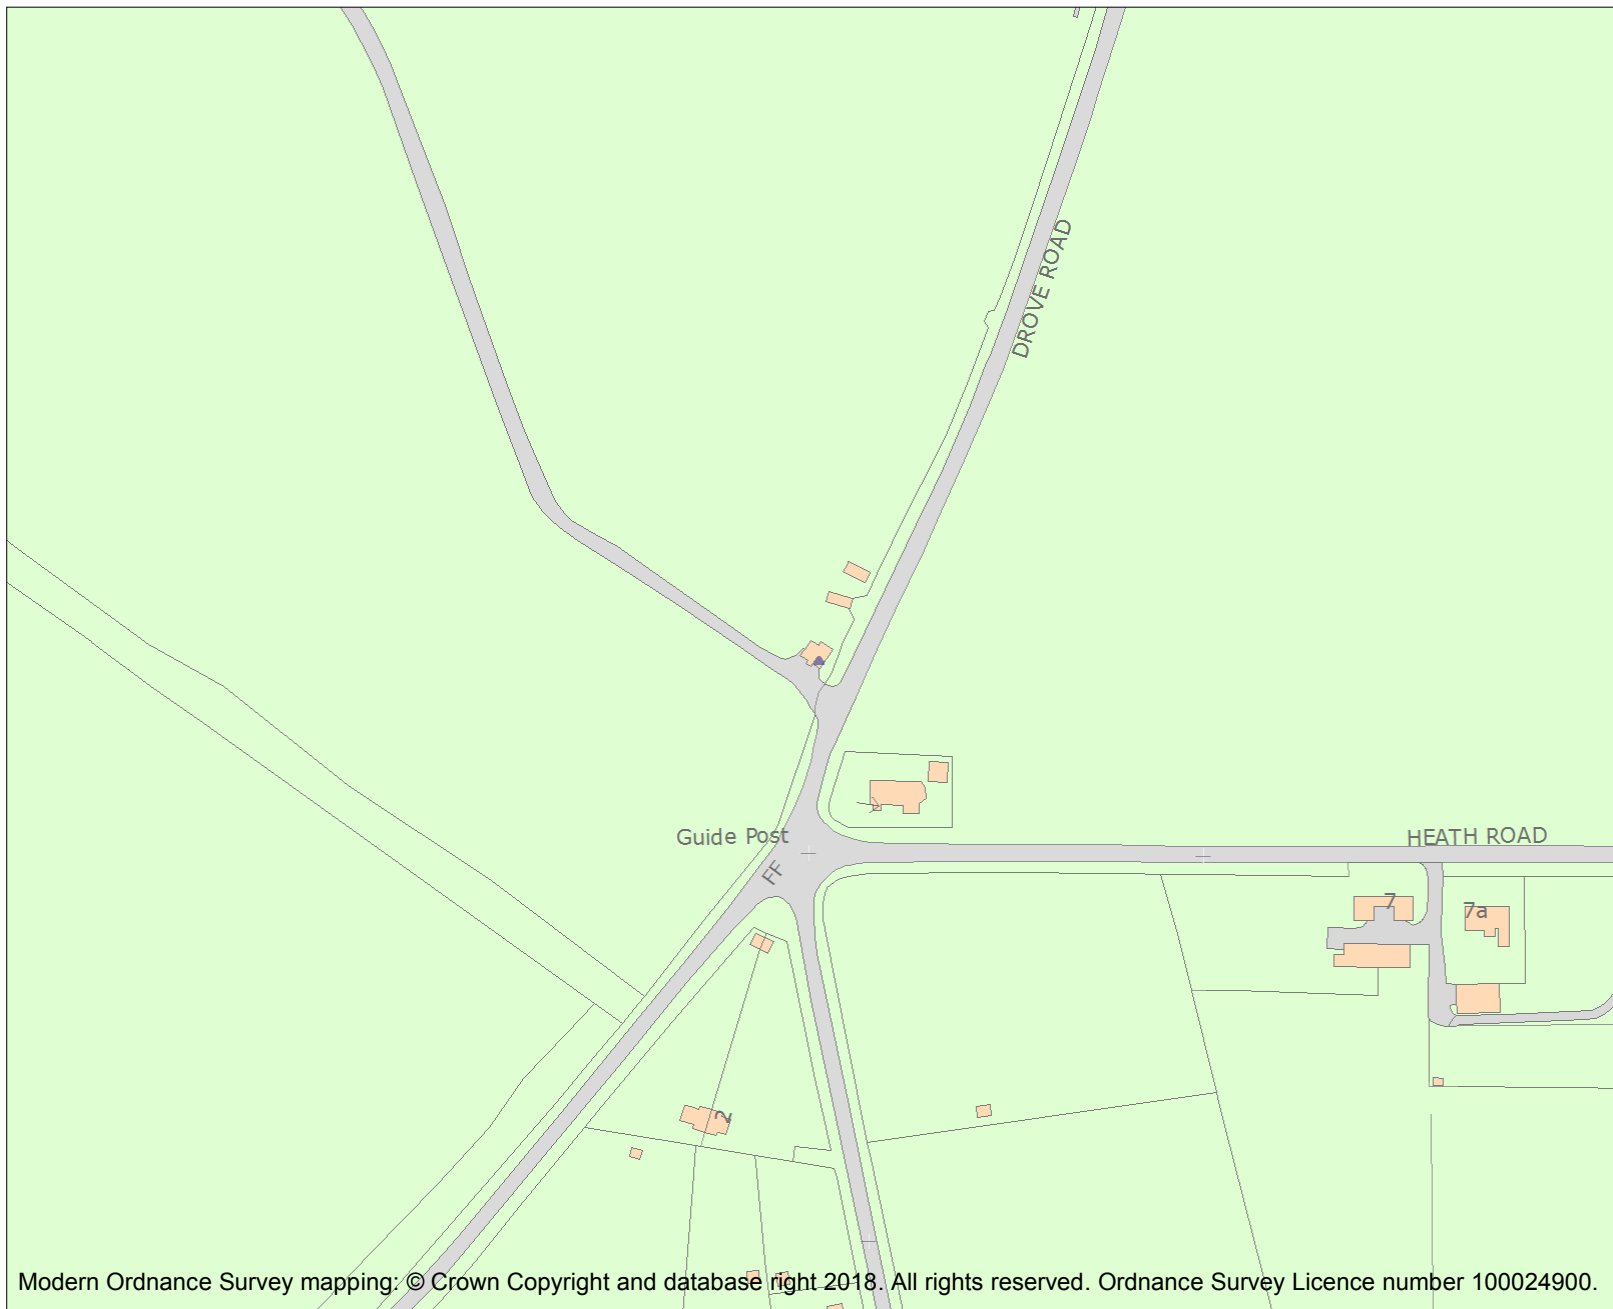 DROVE ROAD
Guide Post
HEATH ROAD
FF
7
7a
2
Modern Ordnance Survey mapping: © Crown Copyright and database right 2018. All rights reserved. Ordnance Survey Licence number 100024900.